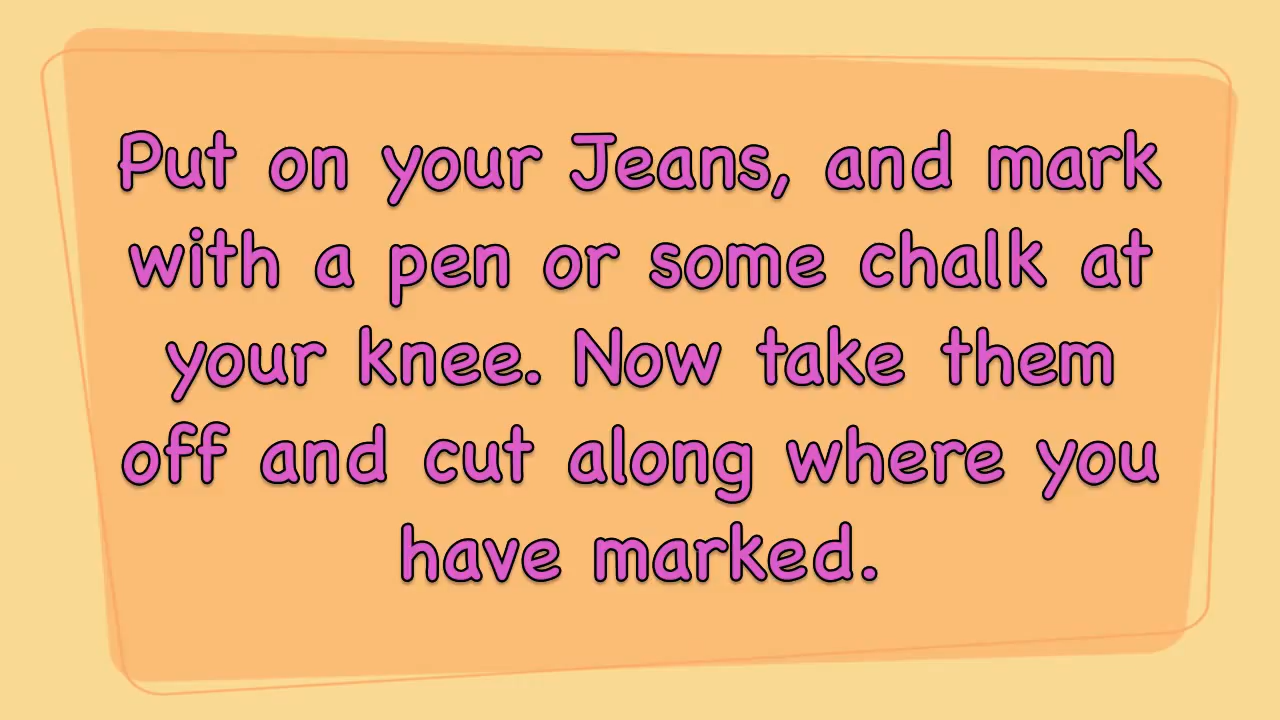 Put on your Jeans, and mark
with a pen or some chalk at
your knee. Now take them
off and cut along where you
have marked.